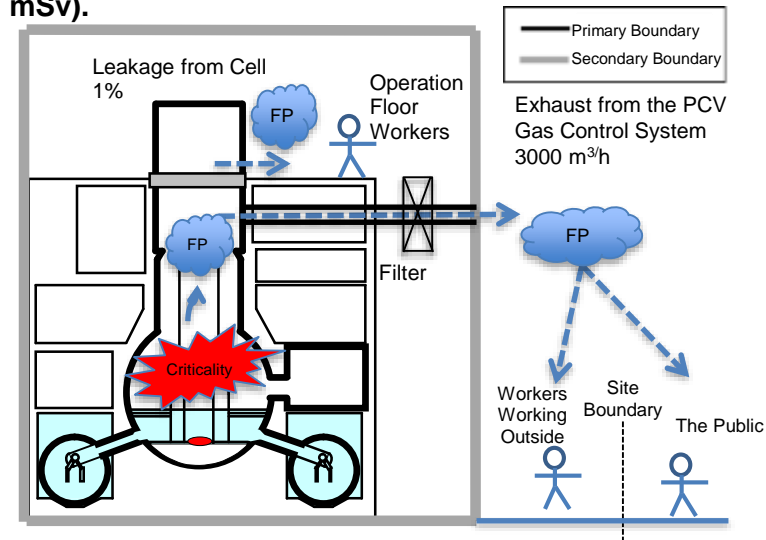 mSv).
Primary Boundary
Secondary Boundary
Leakage from Cell
1%
FP
Operation
Floor
Workers
Exhaust from the PCV
Gas Control System
3000 m³/h
FP
FP
Filter
Criticality
Workers
Working
Outside
Site
Boundary
The Public